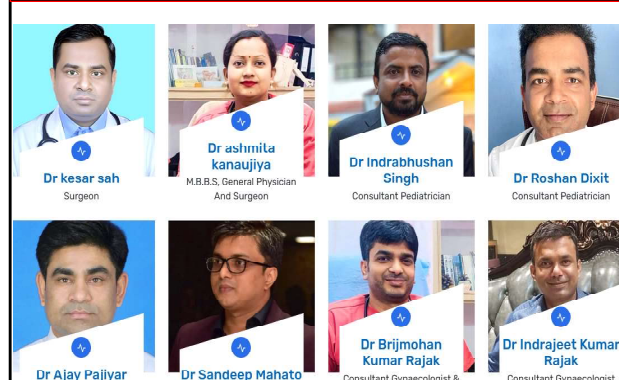 Dr kesar sah
Surgeon
Dr ashmita
kanaujiya
M.B.B.S, General Physician
And Surgeon
Dr Indrabhushan
Singh
Consultant Pediatrician
Dr Roshan Dixit
Consultant Pediatrician
Dr Ajay Pajiyar
Dr Sandeep Mahato
Dr Brijmohan
Kumar Rajak
Consultant Gynaecologist &
Dr Indrajeet Kumar
Rajak
Consultant Gynaecologist